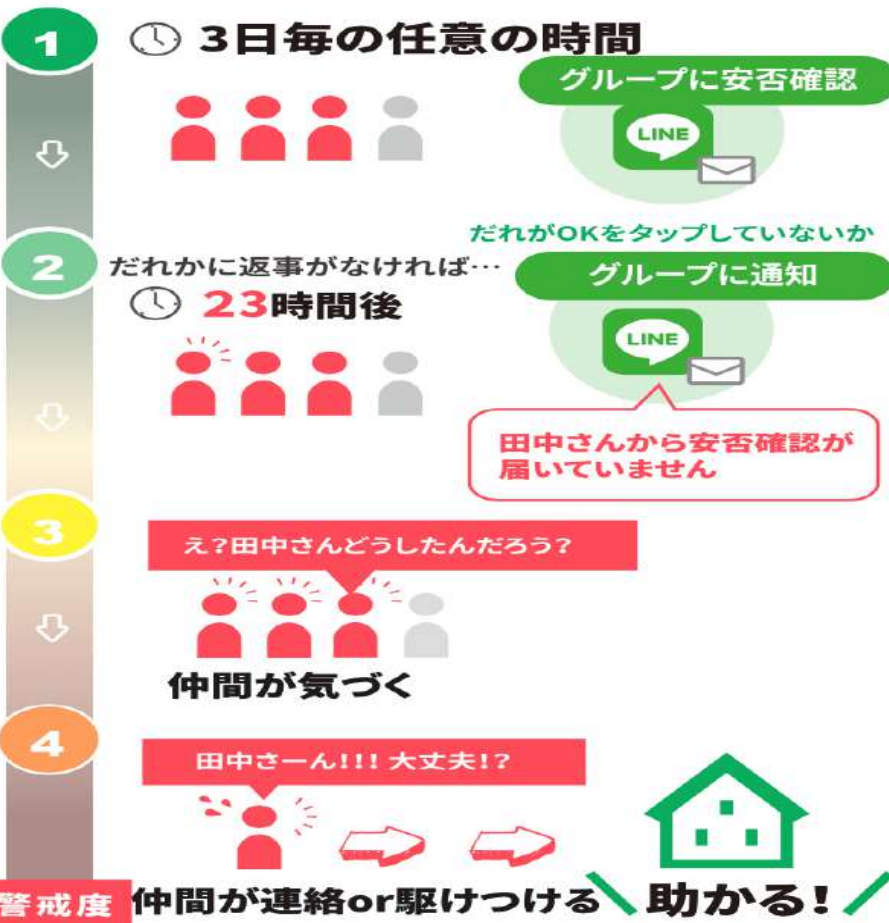 1
3日毎の任意の時間
グループに安否確認
LINE
だれがOKをタップしていないか
2
だれかに返事がなければ…
グループに通知
23時間後
LINE
田中さんから安否確認が
届いていません
3
え?田中さんどうしたんだろう?
仲間が気づく
4
田中さーん!!! 大丈夫!?
警戒度
仲間が連絡or駆けつける
助かる!